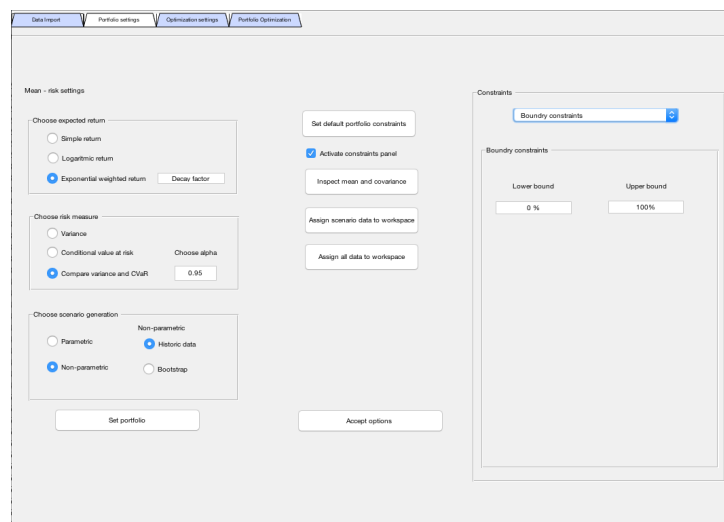 Data Import
Portfolio settings
Optimization settings
Portfolio Optimization
Mean - risk settings
Choose expected return
Simple return
Logaritmic return
Exponential weighted return
Decay factor
Choose risk measure
Variance
Conditional value at risk
Choose alpha
Compare variance and CVaR
0.95
Choose scenario generation
Non-parametric
Parametric
Historic data
Non-parametric
Bootstrap
Set portfolio
Set default portfolio constraints
Activate constraints panel
Inspect mean and covariance
Assign scenario data to workspace
Assign all data to workspace
Accept options
Constraints
Boundry constraints
Boundry constraints
Lower bound
Upper bound
0 %
100%